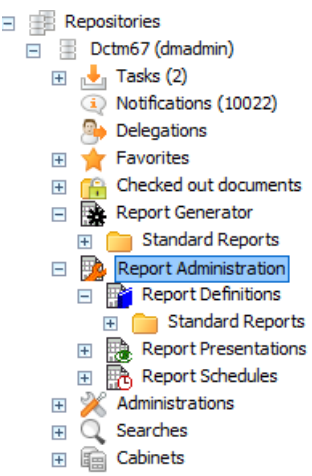 Repositories
Dctm67 (dmadmin)
Tasks (2)
Notifications (10022)
Delegations
Favorites
Checked out documents
Report Generator
Standard Reports
Report Administration
Report Definitions
Standard Reports
Report Presentations
Report Schedules
Administrations
Searches
Cabinets